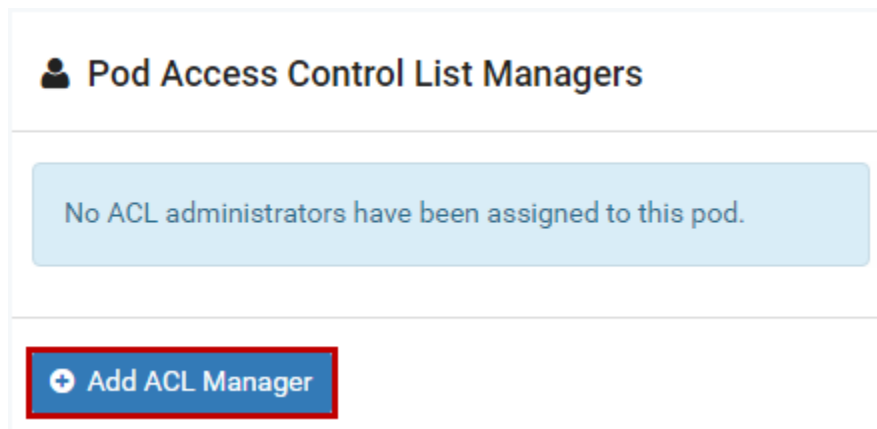 Pod Access Control List Managers
No ACL administrators have been assigned to this pod.
Add ACL Manager